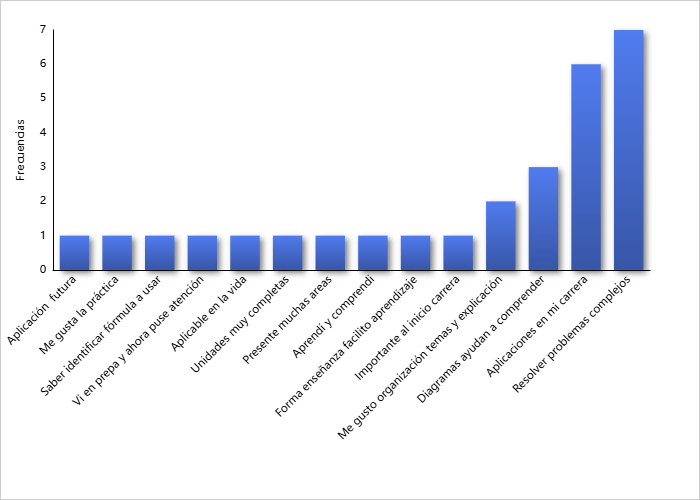 Frecuencias
7
6
5
4
3
2
1
0
Aplicación futura
Me gusta la práctica
Saber identificar fórmula a usar
Vi en prepa y ahora puse atención
Aplicable en la vida
Unidades muy completas
Presente muchas areas
Aprendi y comprendi
Forma enseñanza facilito aprendizaje
Importante al inicio carrera
Me gusto organización temas y explicación
Diagramas ayudan a comprender
Aplicaciones en mi carrera
Resolver problemas complejos